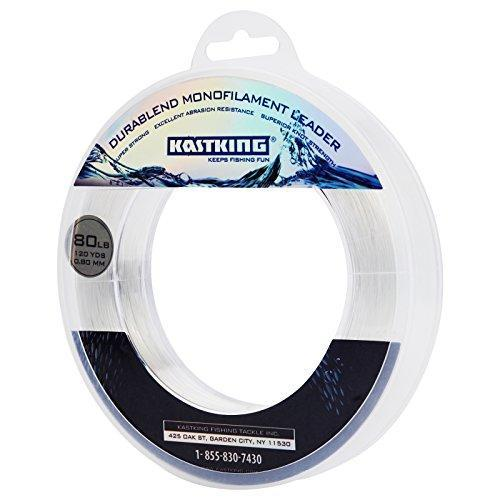 DURABLEND MONOFILAMENT LEADER
SUPER STRONG EXCELLENT ABRASION RESISTANCE SUPERIOR KNOT STRENGTH
KASTKING®
KEEPS FISHING FUN
80LB
120 YDS
0.80 MM
KASTKING FISHING TACKLE INC.
425 OAK ST, GARDEN CITY, NY 11530
1-855-830-7430